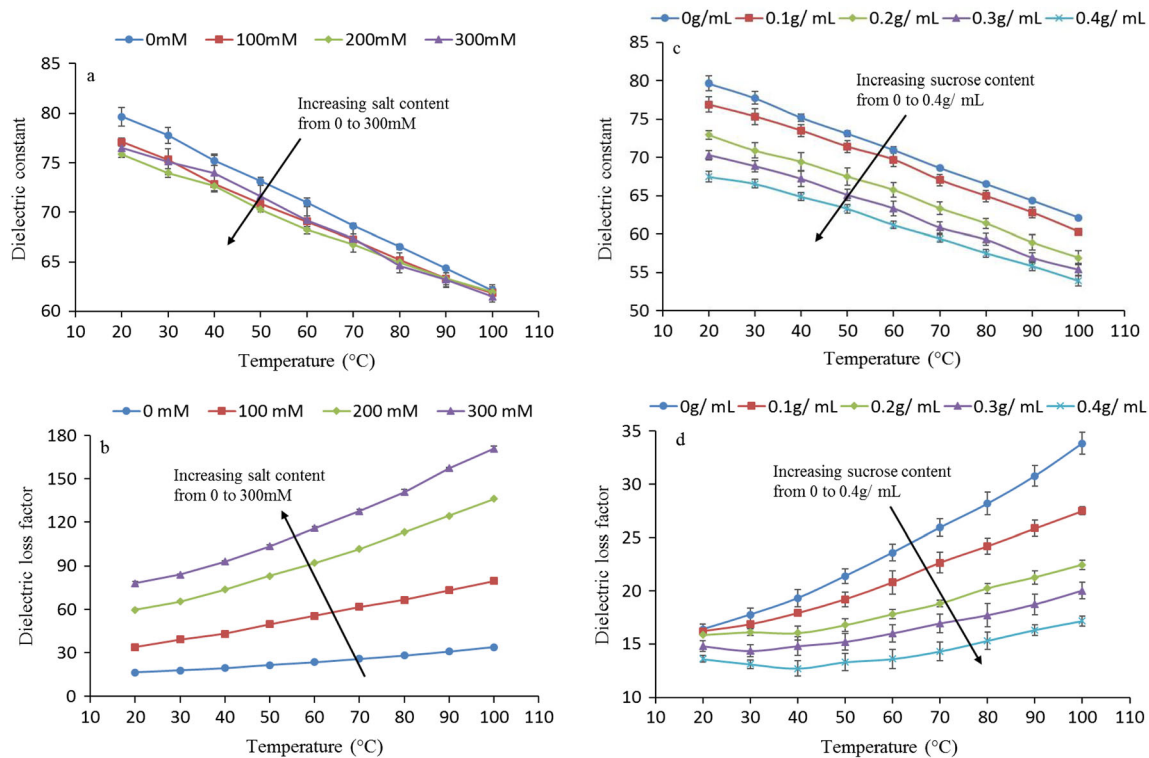 0mM 100mM 200mM 300mM
a
85
80
75
70
65
60
Dielectric constant
Increasing salt content
from 0 to 300mM
10 20 30 40 50 60 70 80 90 100 110
Temperature (°C)
0g/mL 0.1g/ mL 0.2g/ mL 0.3g/ mL 0.4g/ mL
c
85
80
75
70
65
60
55
50
Dielectric constant
Increasing sucrose content
from 0 to 0.4g/ mL
10 20 30 40 50 60 70 80 90 100 110
Temperature (°C)
0 mM 100 mM 200 mM 300 mM
b
180
150
120
90
60
30
0
Dielectric loss factor
Increasing salt content
from 0 to 300mM
10 20 30 40 50 60 70 80 90 100 110
Temperature (°C)
0g/ mL 0.1g/ mL 0.2g/ mL 0.3g/ mL 0.4g/ mL
d
35
30
25
20
15
10
Dielectric loss factor
Increasing sucrose content
from 0 to 0.4g/ mL
10 20 30 40 50 60 70 80 90 100 110
Temperature (°C)